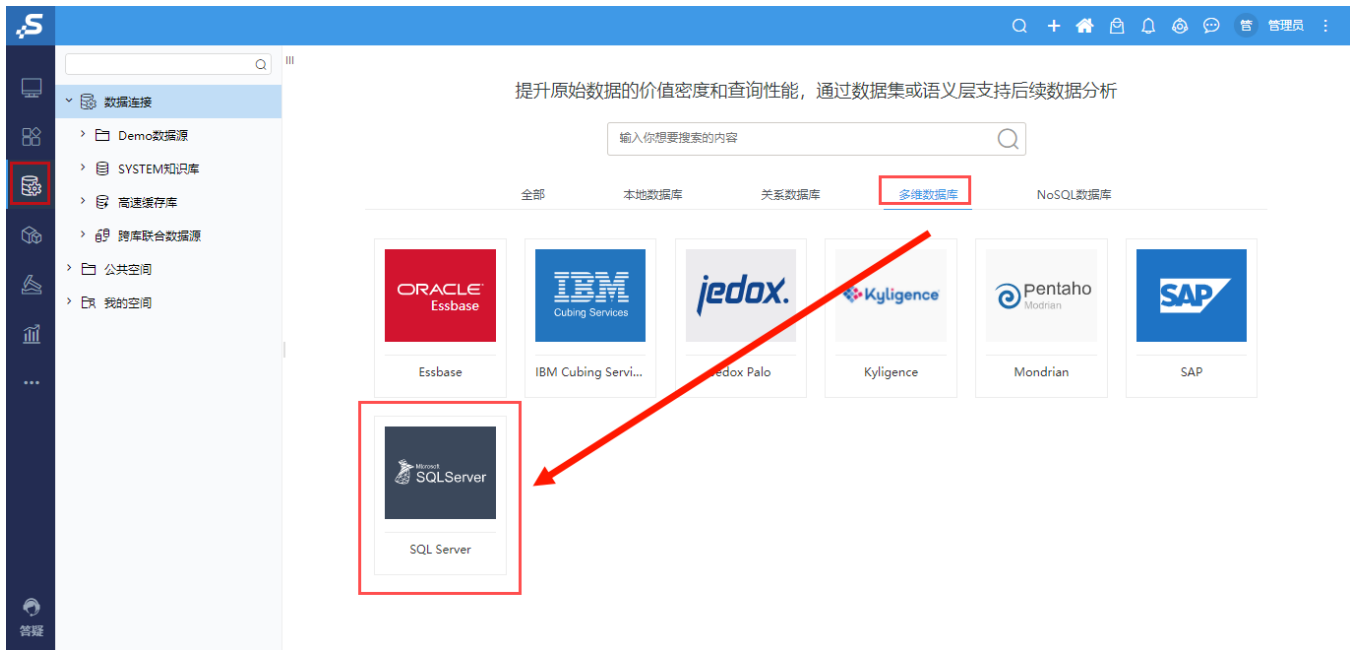 管 管理员
数据连接
Demo数据源
SYSTEM知识库
高速缓存库
跨库联合数据源
公共空间
我的空间
答疑
提升原始数据的价值密度和查询性能，通过数据集或语义层支持后续数据分析
输入你想要搜索的内容
全部 本地数据库 关系数据库 多维数据库 NoSQL数据库
ORACLE
Essbase
Essbase
IBM
Cubing Services
IBM Cubing Servi...
jedox.
Jedox Palo
Kyligence
Kyligence
Pentaho
Modrian
Mondrian
SAP
SAP
Microsoft
SQLServer
SQL Server